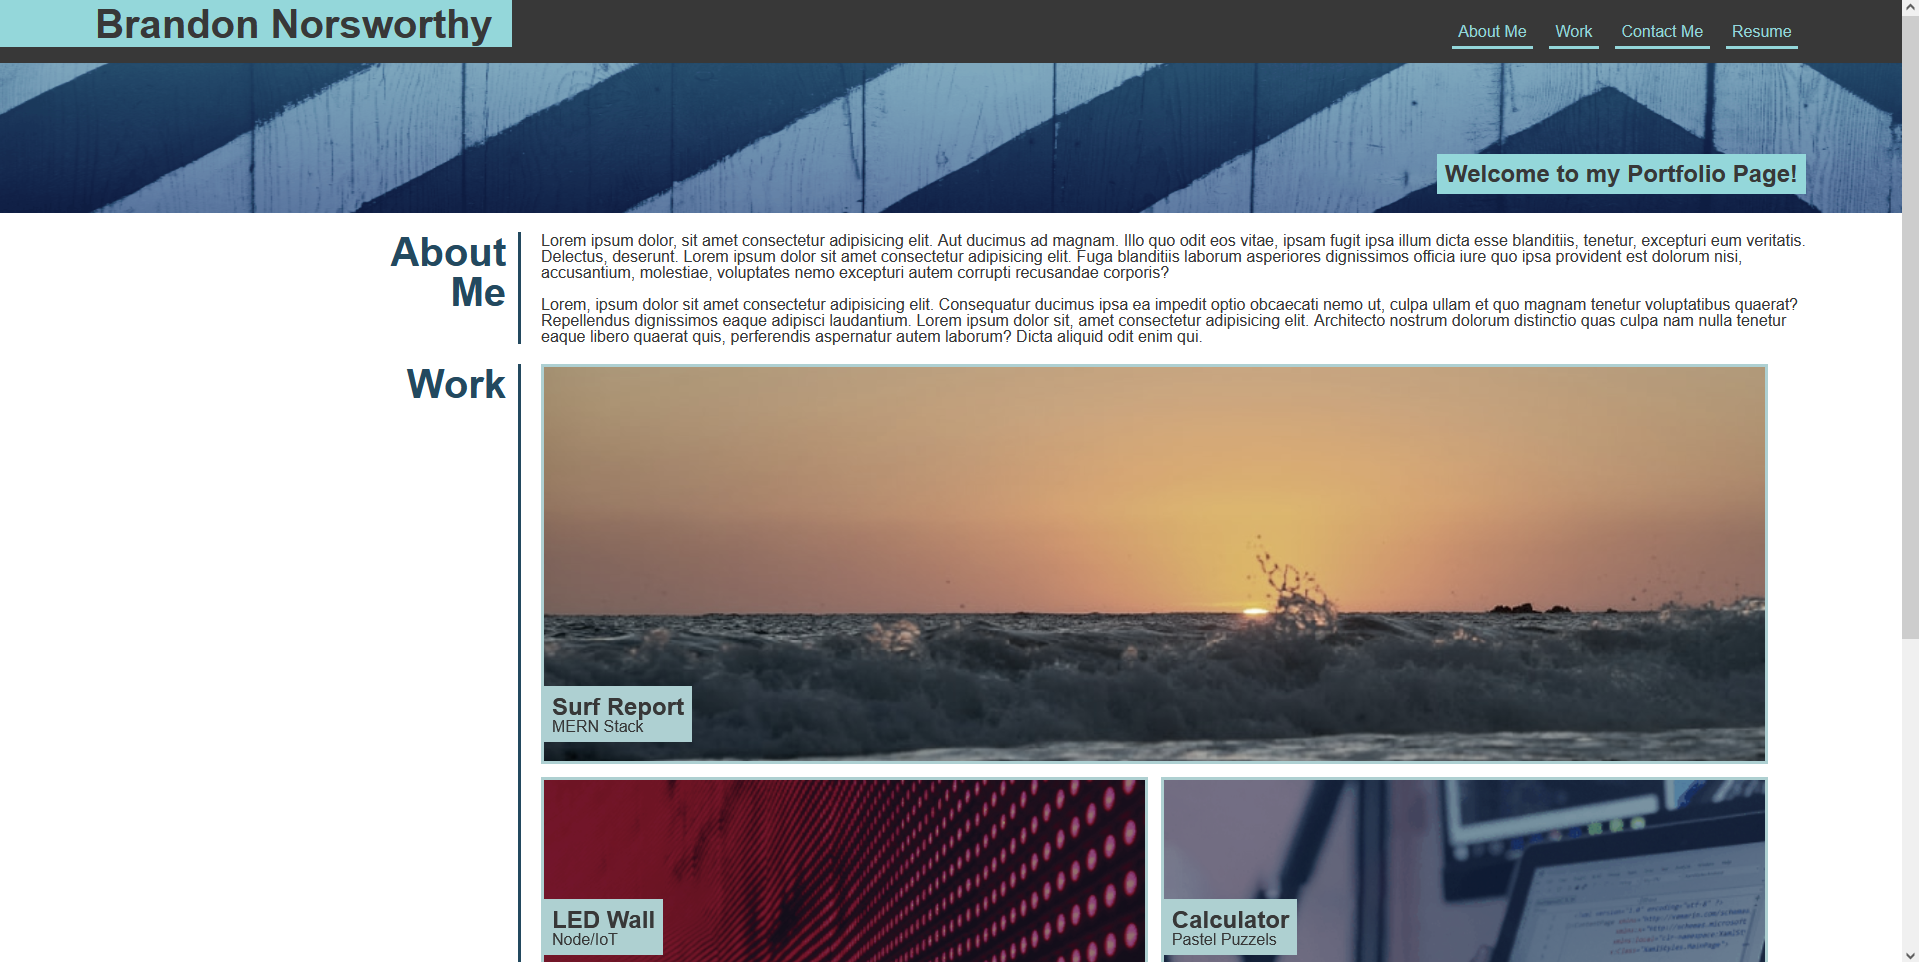 Brandon Norsworthy
About Me Work Contact Me Resume
Welcome to my Portfolio Page!
About
Me
Lorem ipsum dolor, sit amet consectetur adipisicing elit. Aut ducimus ad magnam. Illo quo odit eos vitae, ipsam fugit ipsa illum dicta esse blanditiis, tenetur, excepturi eum veritatis.
Delectus, deserunt. Lorem ipsum dolor sit amet consectetur adipisicing elit. Fuga blanditiis laborum asperiores dignissimos officia iure quo ipsa provident est dolorum nisi,
accusantium, molestiae, voluptates nemo excepturi autem corrupti recusandae corporis?
Lorem, ipsum dolor sit amet consectetur adipisicing elit. Consequatur ducimus ipsa ea impedit optio obcaecati nemo ut, culpa ullam et quo magnam tenetur voluptatibus quaerat?
Repellendus dignissimos eaque adipisci laudantium. Lorem ipsum dolor sit, amet consectetur adipisicing elit. Architecto nostrum dolorum distinctio quas culpa nam nulla tenetur
eaque libero quaerat quis, perferendis aspernatur autem laborum? Dicta aliquid odit enim qui.
Work
Surf Report
MERN Stack
LED Wall
Node/IoT
Calculator
Pastel Puzzels